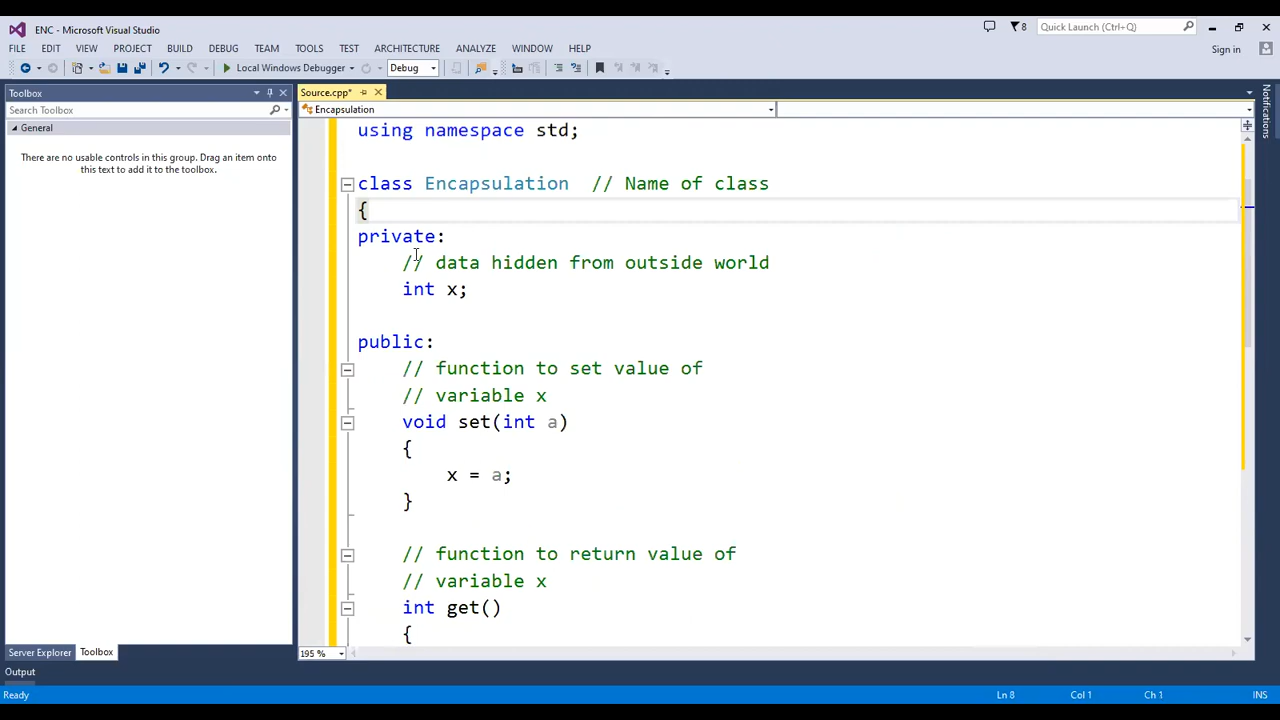 ENC - Microsoft Visual Studio
8
Quick Launch (Ctrl+Q)
FILE EDIT VIEW PROJECT BUILD DEBUG TEAM TOOLS TEST ARCHITECTURE ANALYZE WINDOW HELP
Sign in
Local Windows Debugger Debug
Toolbox
Source.cpp*
Search Toolbox
Encapsulation
General
There are no usable controls in this group. Drag an item onto
this text to add it to the toolbox.
Notifications
using namespace std;
class Encapsulation // Name of class
{
private:
// data hidden from outside world
int x;
public:
// function to set value of
// variable x
void set(int a)
{
x = a;
}
// function to return value of
// variable x
int get()
{
195 %
Server Explorer Toolbox
Output
Ready
Ln 8 Col 1 Ch 1 INS